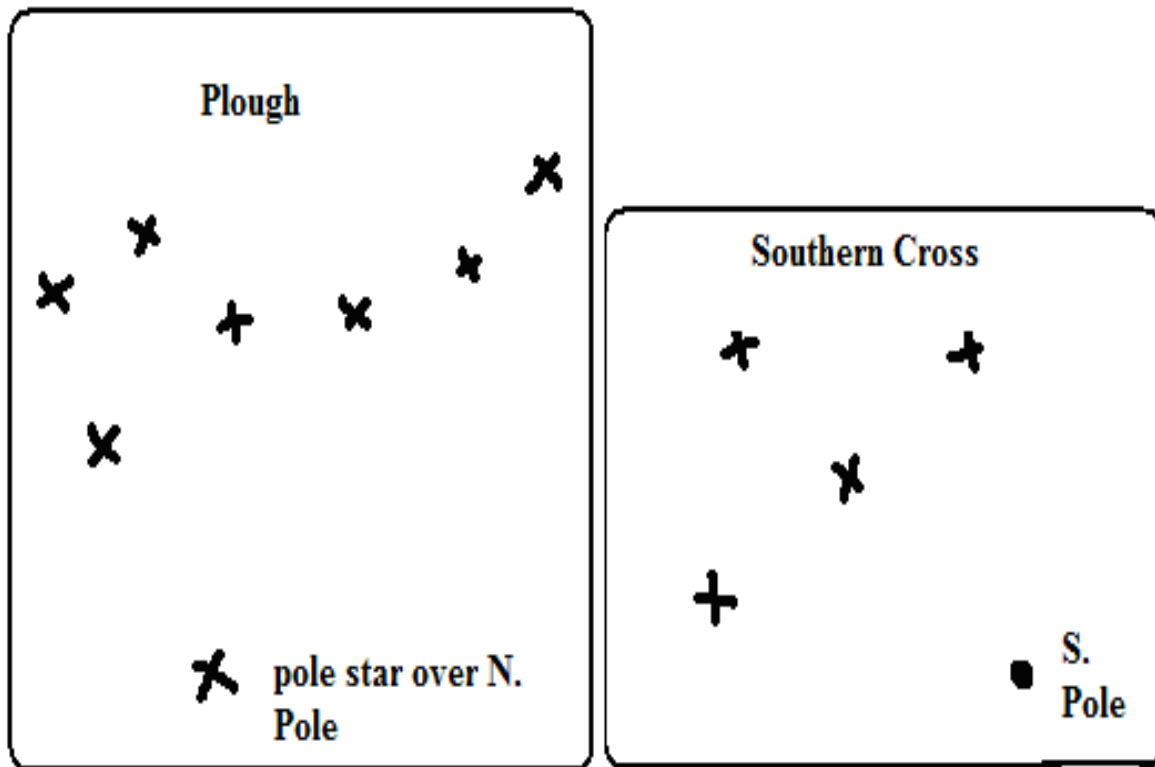 Plough
pole star over N.
Pole
Southern Cross
S.
Pole